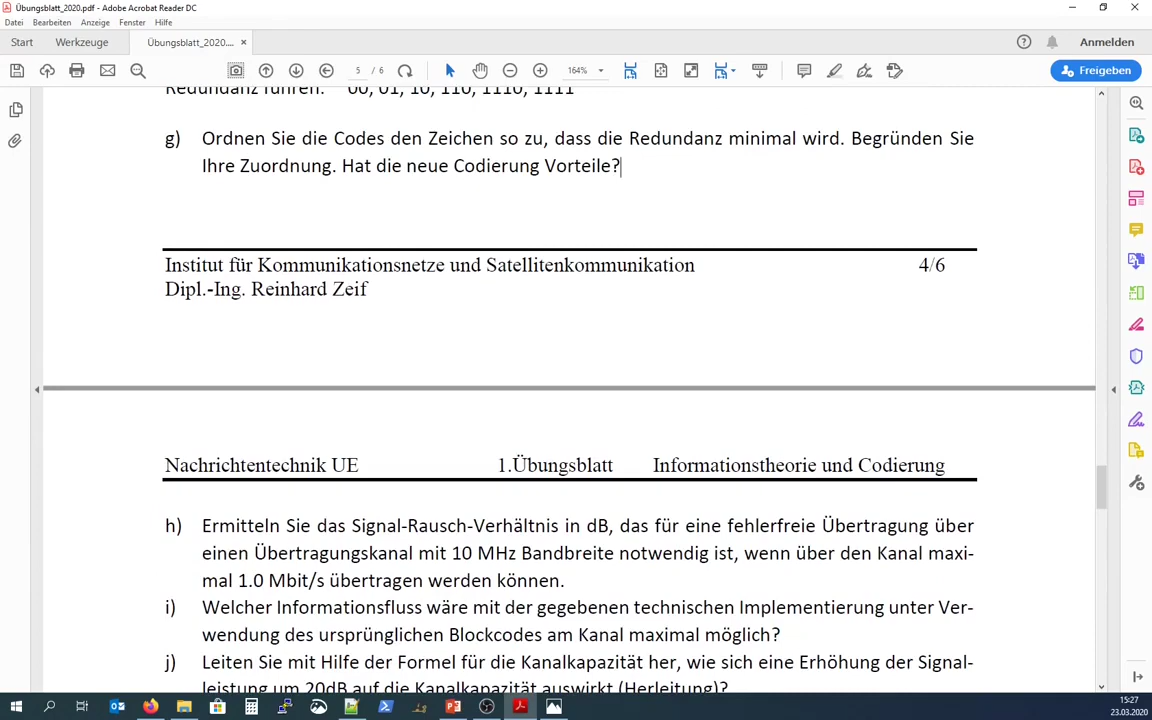 Übungsblatt_2020.pdf - Adobe Acrobat Reader DC
Datei Bearbeiten Anzeige Fenster Hilfe
Start Werkzeuge Übungsblatt_2020.... × Anmelden
5 / 6 164% Freigeben
Redundanz führen: 00, 01, 10, 110, 1110, 1111
g) Ordnen Sie die Codes den Zeichen so zu, dass die Redundanz minimal wird. Begründen Sie
Ihre Zuordnung. Hat die neue Codierung Vorteile?
Institut für Kommunikationsnetze und Satellitenkommunikation 4/6
Dipl.-Ing. Reinhard Zeif
Nachrichtentechnik UE 1.Übungsblatt Informationstheorie und Codierung
h) Ermitteln Sie das Signal-Rausch-Verhältnis in dB, das für eine fehlerfreie Übertragung über
einen Übertragungskanal mit 10 MHz Bandbreite notwendig ist, wenn über den Kanal maxi-
mal 1.0 Mbit/s übertragen werden können.
i) Welcher Informationsfluss wäre mit der gegebenen technischen Implementierung unter Ver-
wendung des ursprünglichen Blockcodes am Kanal maximal möglich?
j) Leiten Sie mit Hilfe der Formel für die Kanalkapazität her, wie sich eine Erhöhung der Signal-
leistung um 20dB auf die Kanalkapazität auswirkt (Herleitung)?
15:27
23.03.2020